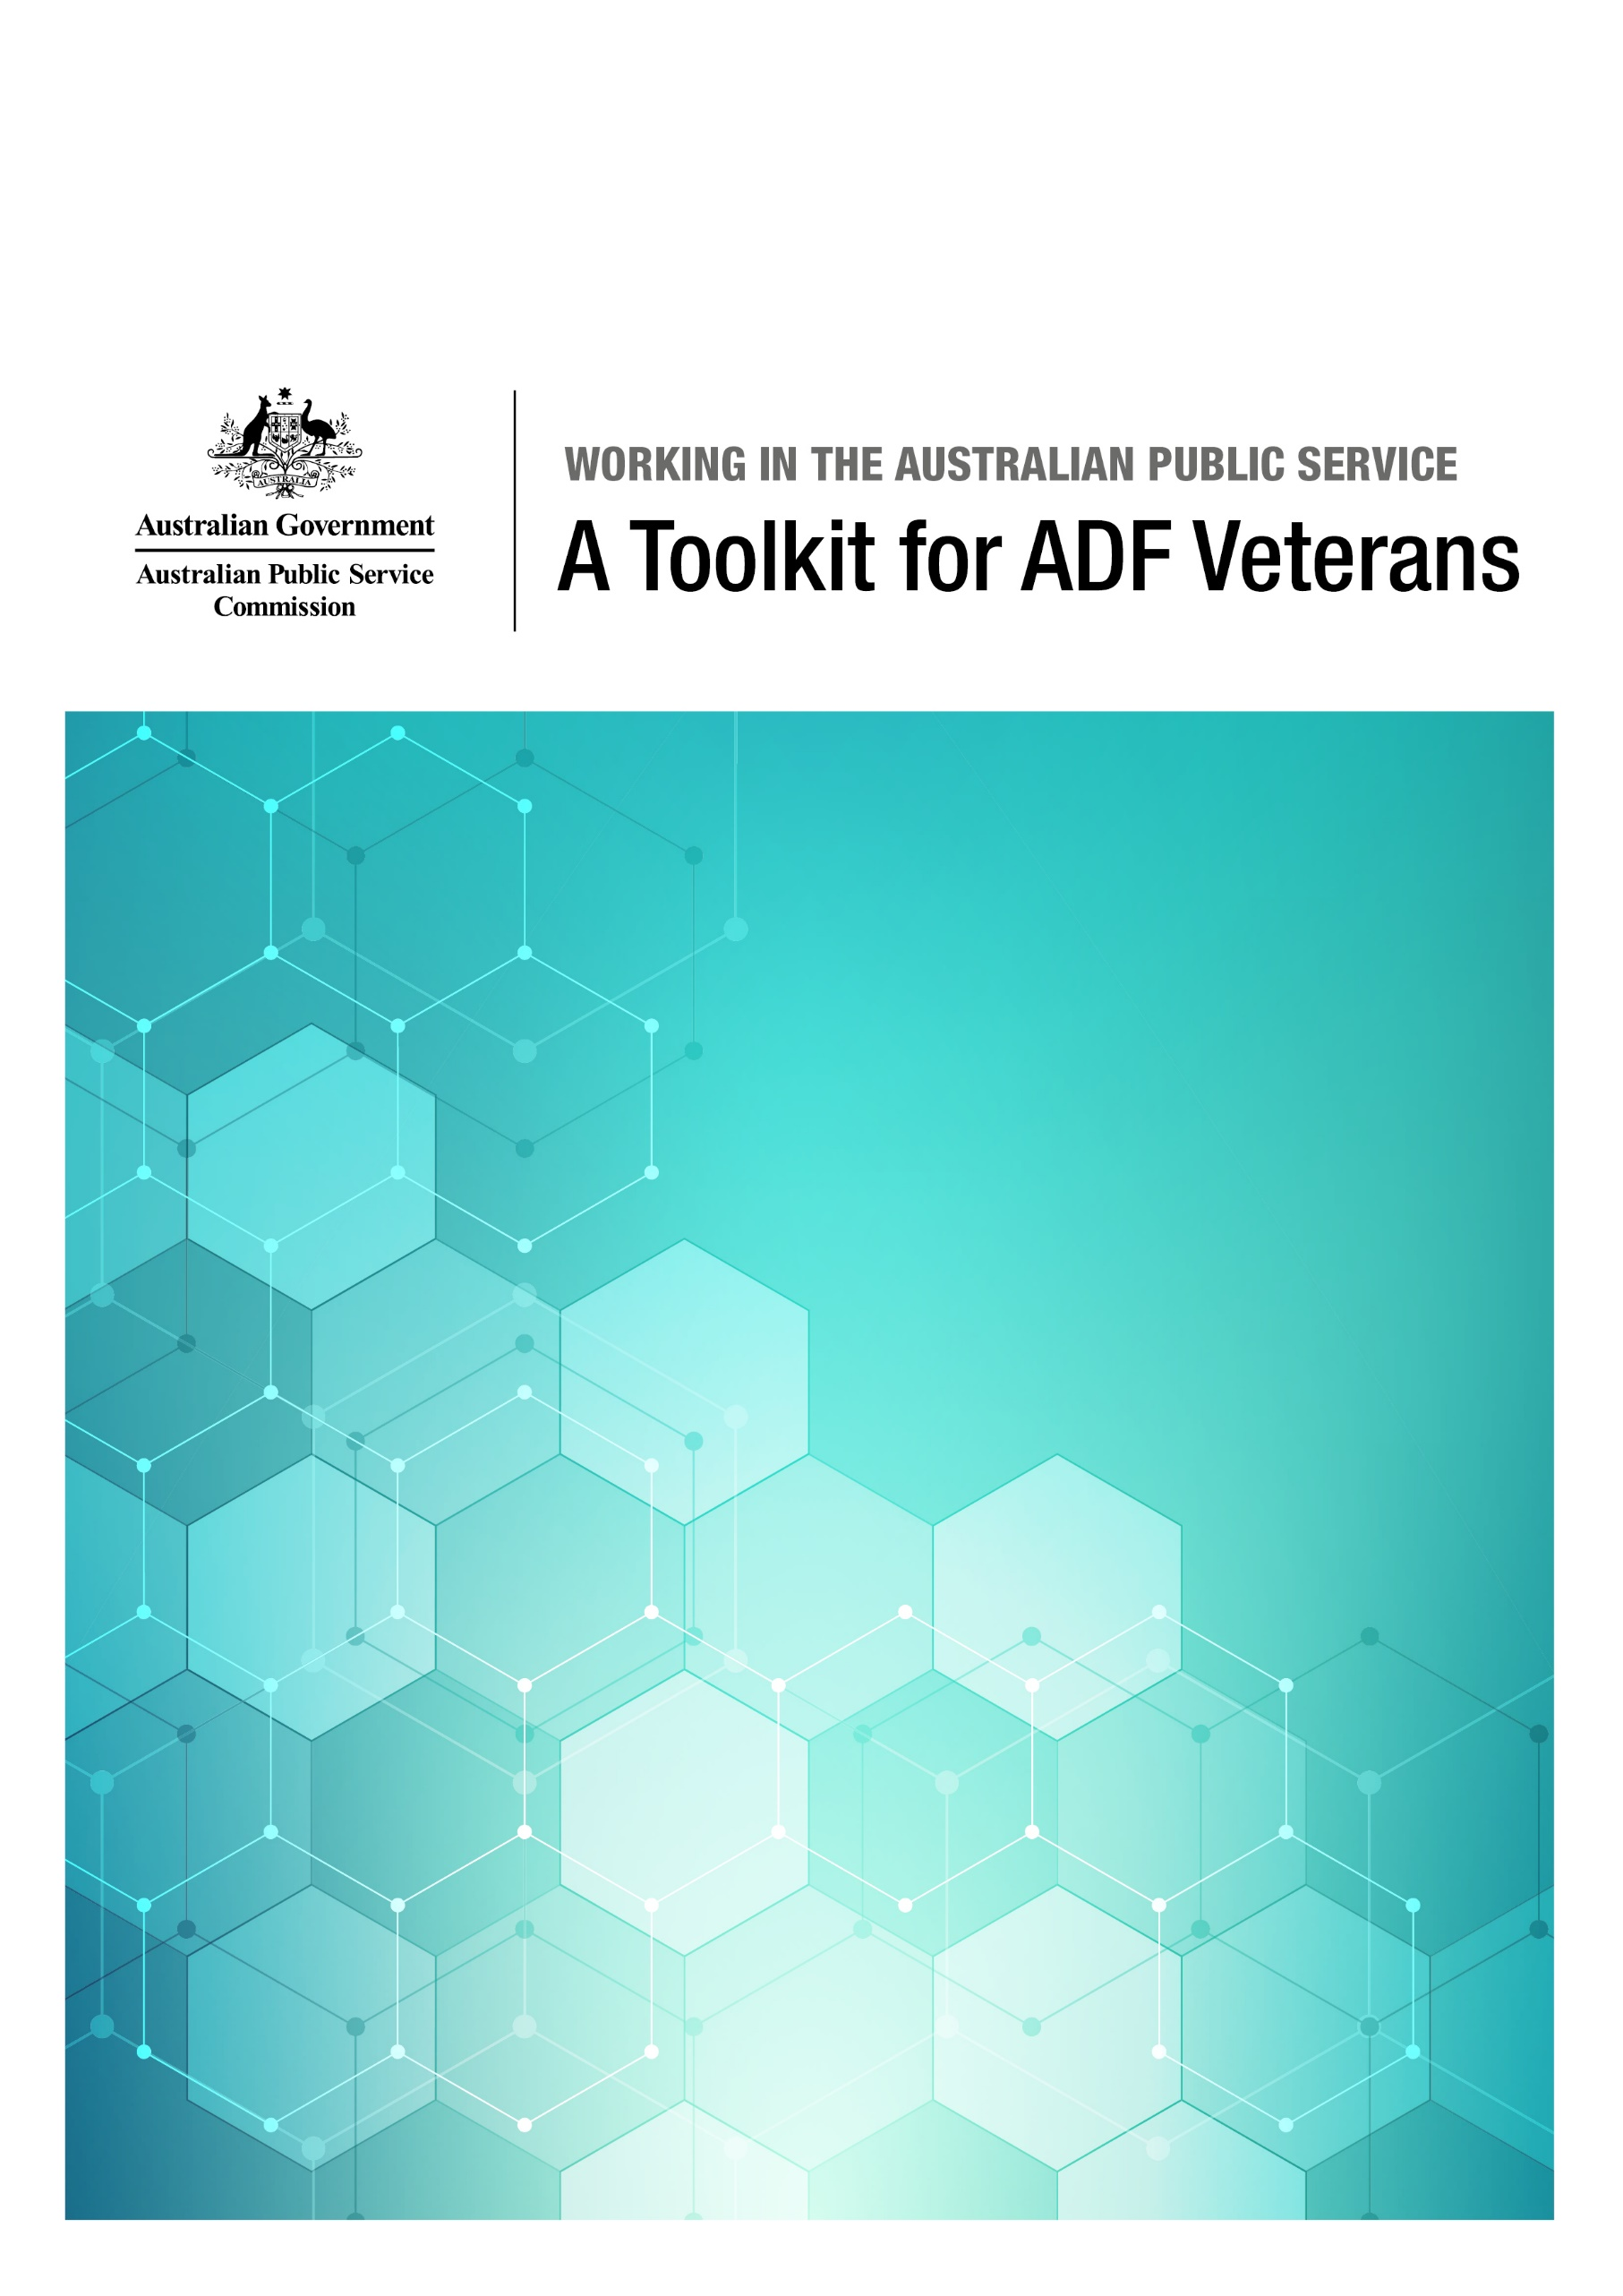 AUSTRALIA
Australian Government
Australian Public Service
Commission
WORKING IN THE AUSTRALIAN PUBLIC SERVICE
A Toolkit for ADF Veterans